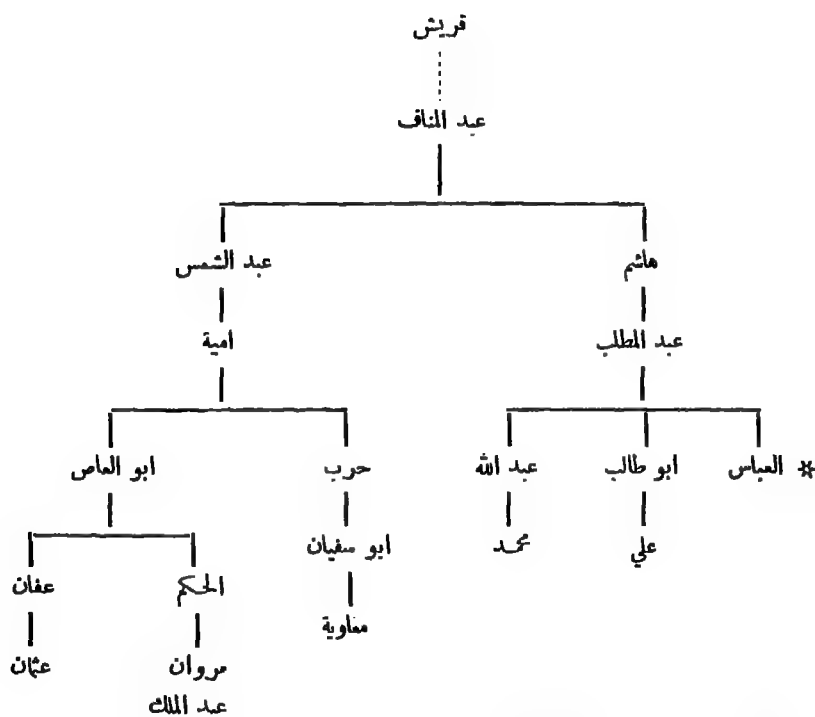 قريش
عبد المناف
هاشم
عبد الشمس
عبد المطلب
امية
* العباس
ابو طالب
عبد الله
حرب
ابو العاص
علي
محمد
ابو سفيان
الحكم
عفان
معاوية
مروان
عثمان
عبد الملك